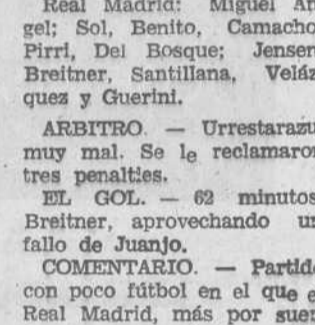 Real Madrid: Miguel An
gel; Sol, Benito, Camacho
Pirri, Del Bosque; Jensen
Breitner, Santillana, Veláz
quez y Guerini.
ARBITRO. — Urrestarazu
muy mal. Se le reclamaron
tres penalties.
EL GOL. — 62 minutos
Breitner, aprovechando un
fallo de Juanjo.
COMENTARIO. — Partido
con poco fútbol en el que e
Real Madrid, más por suer